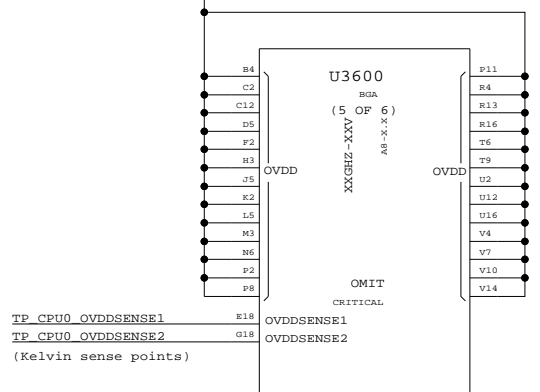 U3600
BGA
(5 OF 6)
XXGHZ-XXV
A8-X.X
B4
C2
C12
D5
F2
H3
J5
K2
L5
M3
N6
P2
P8
OVDD
OVDD
P11
R4
R13
R16
T6
T9
U2
U12
U16
V4
V7
V10
V14
OMIT
CRITICAL
TP_CPU0_OVDDSENSE1 E18 OVDDSENSE1
TP_CPU0_OVDDSENSE2 G18 OVDDSENSE2
(Kelvin sense points)